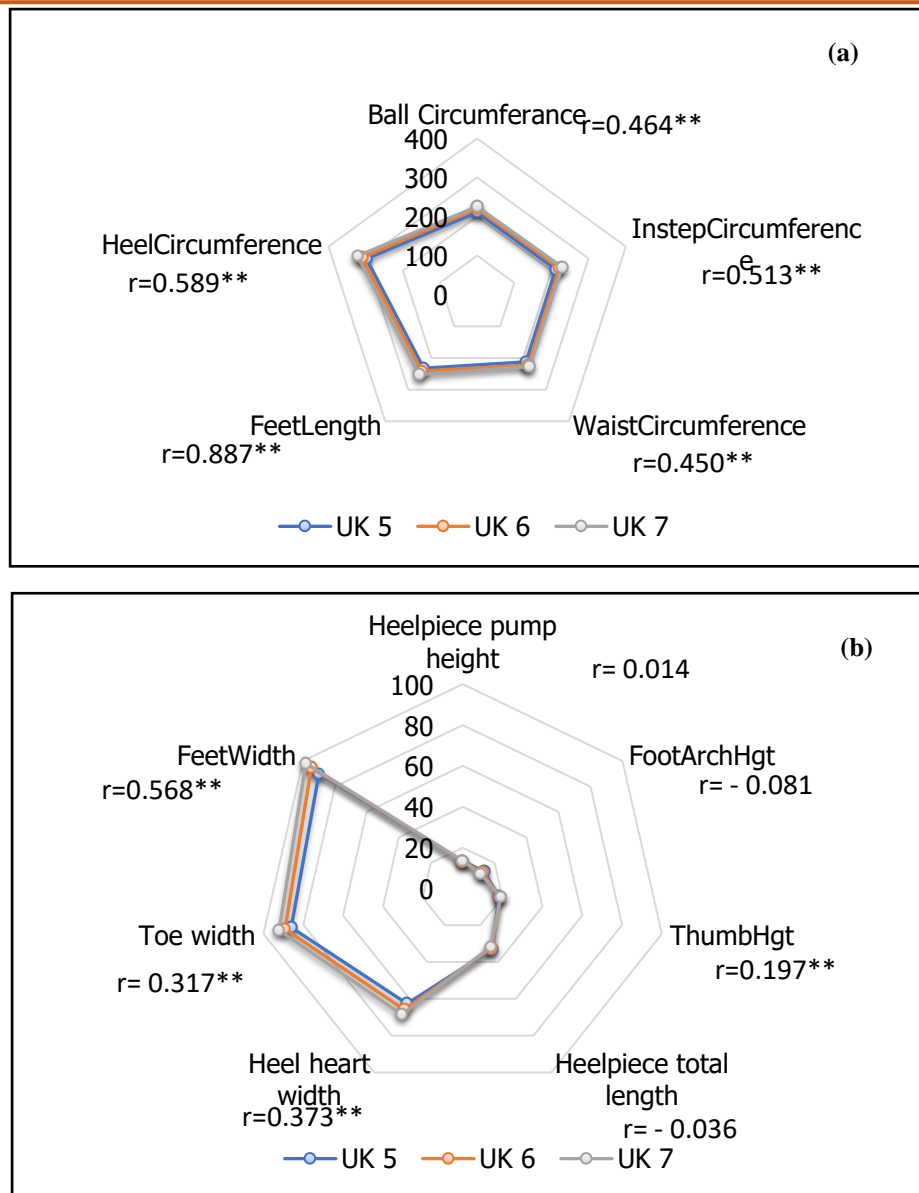 (a)
Ball Circumferance
r=0.464**
400
300
200
100
0
HeelCircumference
r=0.589**
InstepCircumferenc
e
r=0.513**
FeetLength
r=0.887**
WaistCircumference
r=0.450**
UK 5 UK 6 UK 7
(b)
Heelpiece pump
height
r= 0.014
100
80
60
40
20
0
FeetWidth
r=0.568**
FootArchHgt
r= - 0.081
Toe width
r= 0.317**
ThumbHgt
r=0.197**
Heel heart
width
r=0.373**
Heelpiece total
length
r= - 0.036
UK 5 UK 6 UK 7